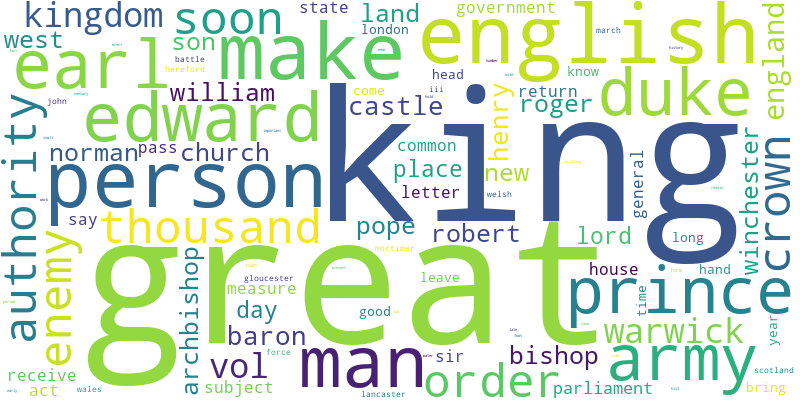 king
great
english
person
make
earl
edward
duke
man
prince
army
thousand
order
crown
authority
enemy
soon
kingdom
warwick
vol
england
land
west
son
william
norman
church
castle
roger
henry
new
place
pope
robert
lord
baron
bishop
archbishop
winchester
day
sir
house
parliament
measure
subject
receive
act
state
london
government
know
return
head
come
common
letter
pass
say
general
long
hand
time
year
bring
leave
good
force
gloucester
lancaster
scotland
wales
welsh
mortimer
battle
hereford
john
march
iii
important